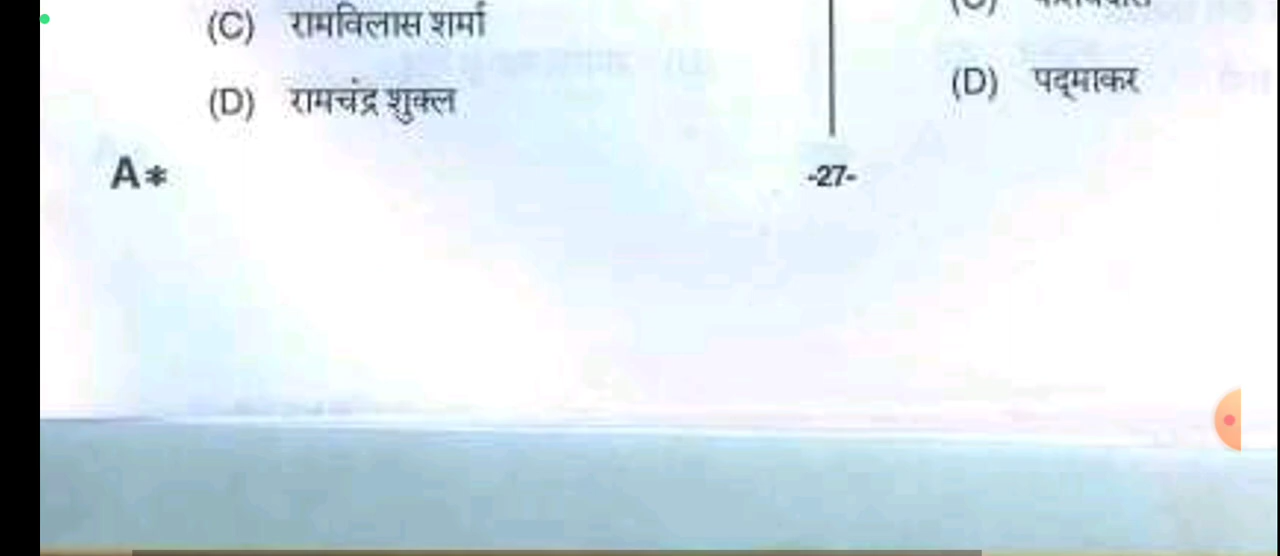 (C) रामविलास शर्मा
(D) रामचंद्र शुक्ल
(D) पद्माकर
A*
-27-